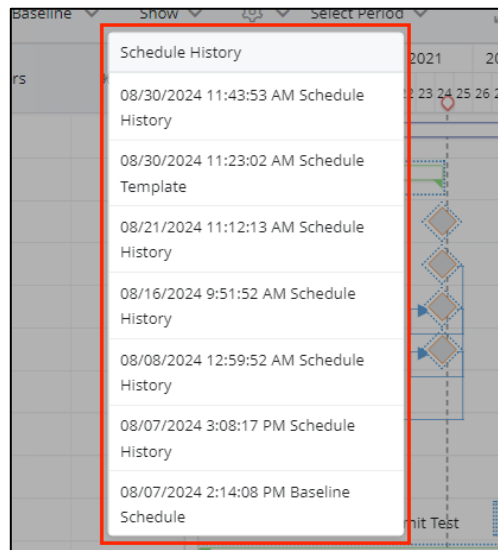 Baseline Show Select Period
Schedule History
2021 20
rs
22 23 24 25 26 2
08/30/2024 11:43:53 AM Schedule
History
08/30/2024 11:23:02 AM Schedule
Template
08/21/2024 11:12:13 AM Schedule
History
08/16/2024 9:51:52 AM Schedule
History
08/08/2024 12:59:52 AM Schedule
History
08/07/2024 3:08:17 PM Schedule
History
08/07/2024 2:14:08 PM Baseline
Schedule
mit Test